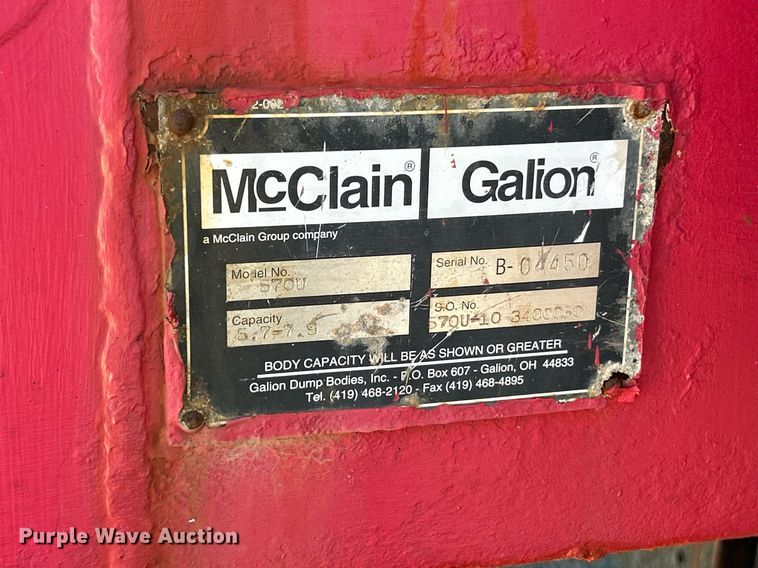 McClain® Galion®
a McClain Group company
Model No. 570U
Serial No. B-04450
Capacity 5.7-7.9
S.O. No. 570U-10
BODY CAPACITY WILL BE AS SHOWN OR GREATER
Galion Dump Bodies, Inc. - P.O. Box 607 - Galion, OH 44833
Tel. (419) 468-2120 - Fax (419) 468-4895
Purple Wave Auction